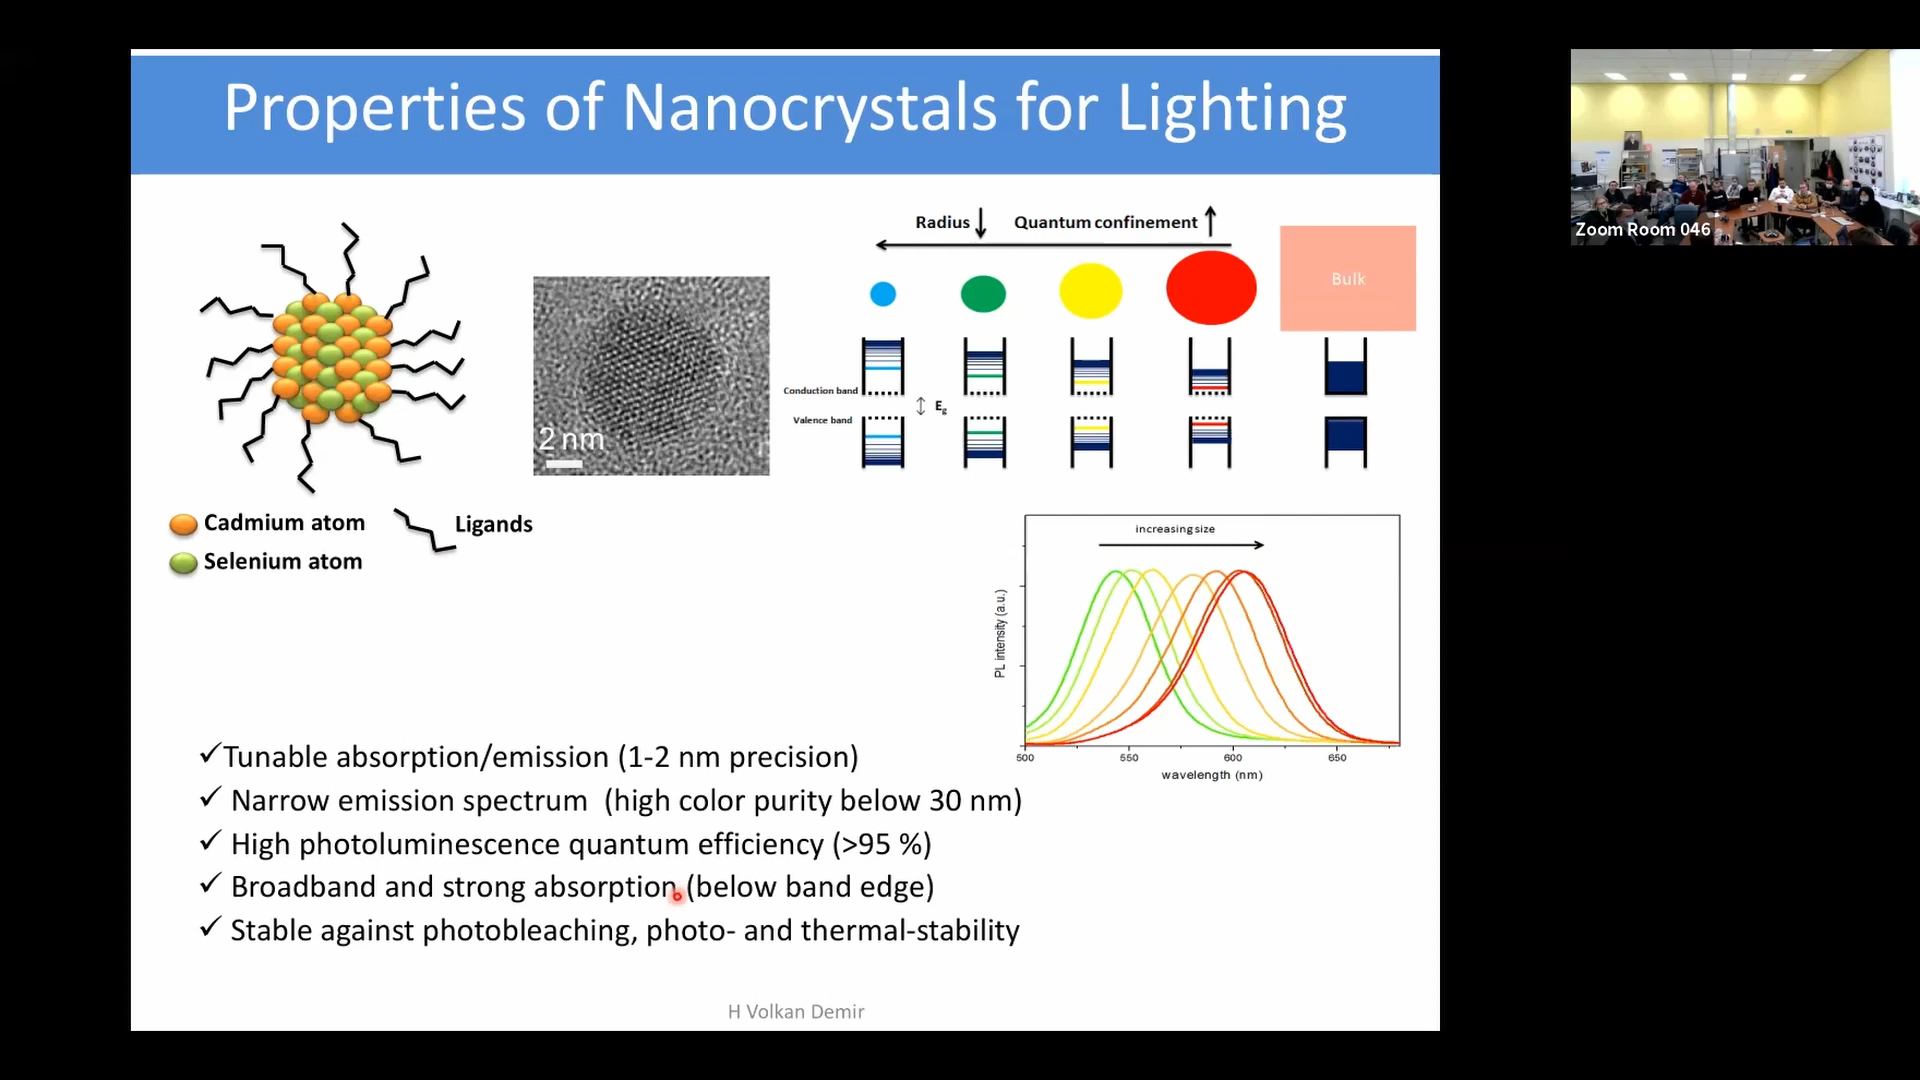 Properties of Nanocrystals for Lighting
Radius Quantum confinement
Bulk
2 nm
Conduction band
Eg
Valence band
Cadmium atom
Ligands
Selenium atom
increasing size
PL intensity (a.u.)
500 550 600 650
wavelength (nm)
✓Tunable absorption/emission (1-2 nm precision)
✓ Narrow emission spectrum (high color purity below 30 nm)
✓ High photoluminescence quantum efficiency (>95 %)
✓ Broadband and strong absorption (below band edge)
✓ Stable against photobleaching, photo- and thermal-stability
H Volkan Demir
Zoom Room 046